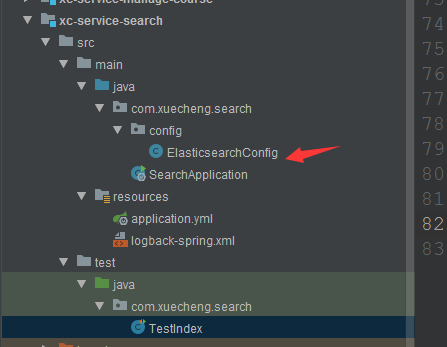 xc-service-manage-course
xc-service-search
src
main
java
com.xuecheng.search
config
ElasticsearchConfig
SearchApplication
resources
application.yml
logback-spring.xml
test
java
com.xuecheng.search
TestIndex
74
75
76
77
78
79
80
81
82
83